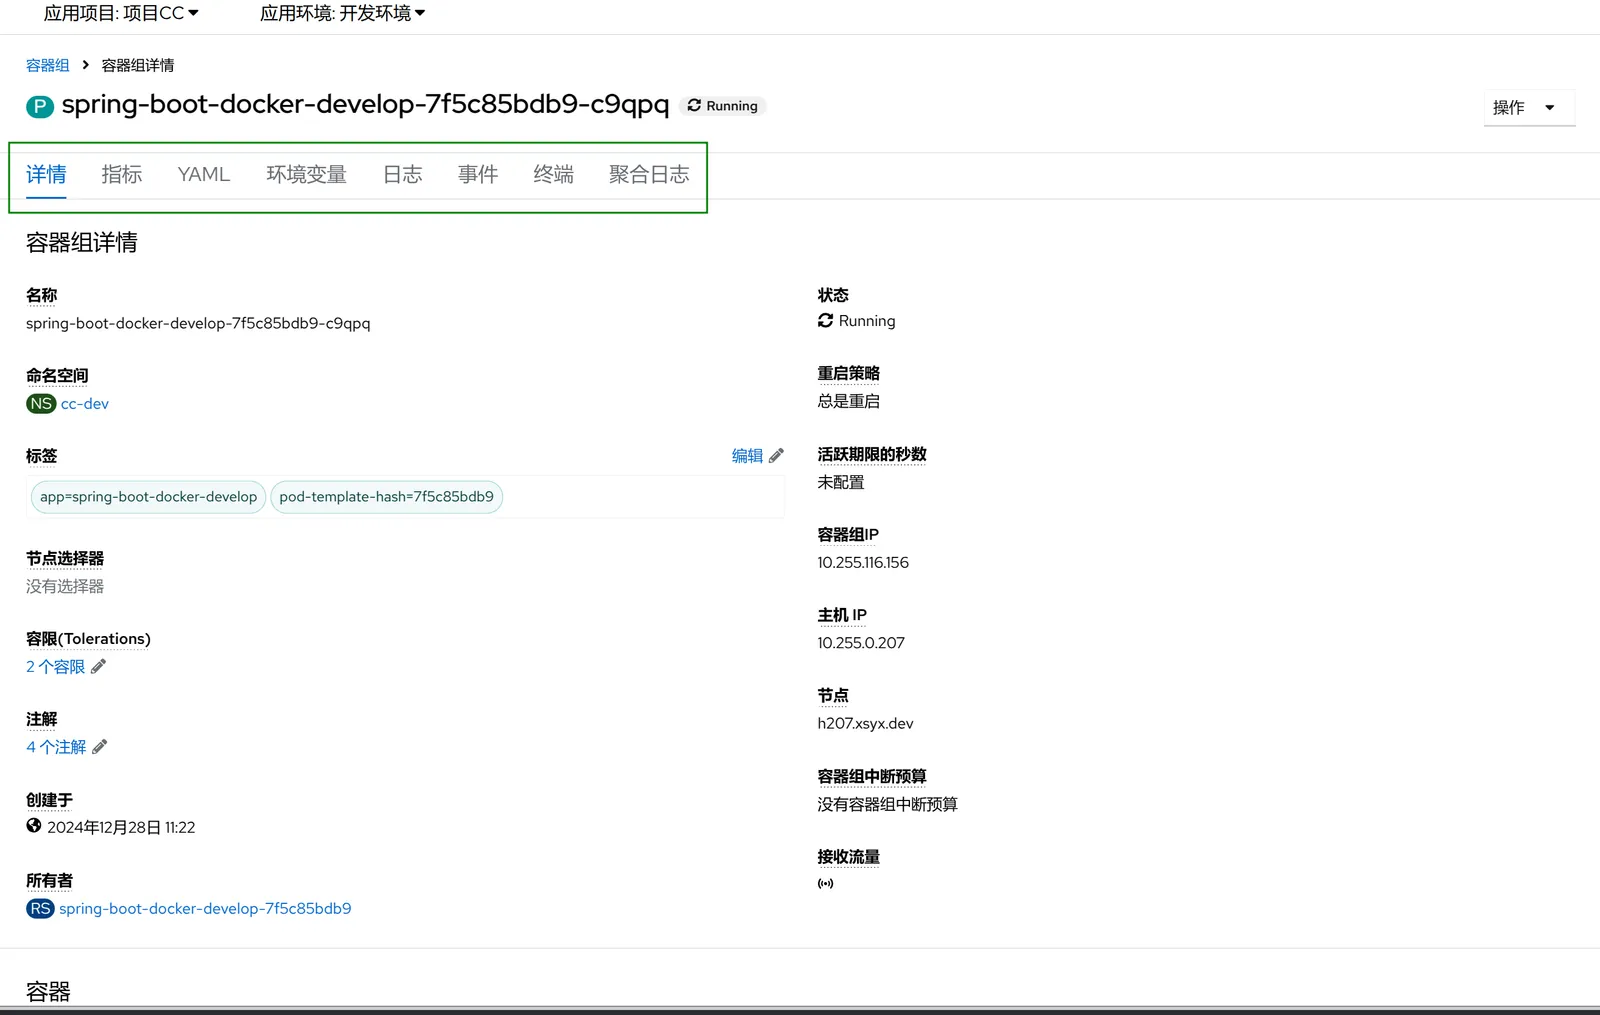 应用项目: 项目CC 应用环境: 开发环境
容器组 > 容器组详情
P spring-boot-docker-develop-7f5c85bdb9-c9qpq Running
操作
详情 指标 YAML 环境变量 日志 事件 终端 聚合日志
容器组详情
名称
spring-boot-docker-develop-7f5c85bdb9-c9qpq
命名空间
NS cc-dev
标签 编辑
app=spring-boot-docker-develop pod-template-hash=7f5c85bdb9
节点选择器
没有选择器
容限(Tolerations)
2 个容限
注解
4 个注解
创建于
2024年12月28日 11:22
所有者
RS spring-boot-docker-develop-7f5c85bdb9
状态
Running
重启策略
总是重启
活跃期限的秒数
未配置
容器组IP
10.255.116.156
主机 IP
10.255.0.207
节点
h207.xsyx.dev
容器组中断预算
没有容器组中断预算
接收流量
容器